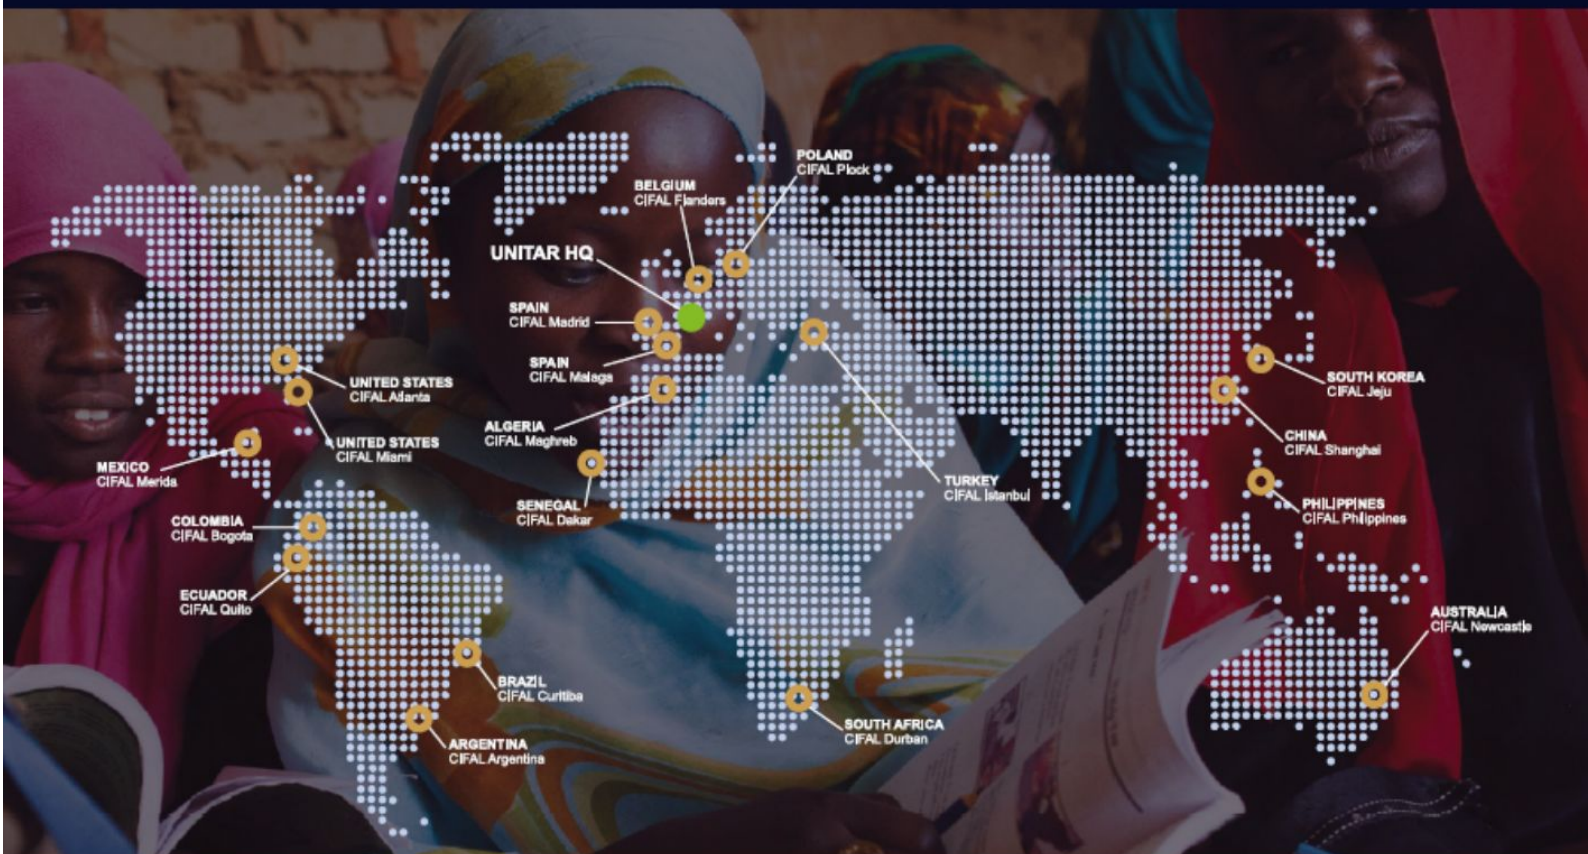 POLAND
CIFAL Plock
BELGIUM
CIFAL Flanders
UNITAR HQ
SPAIN
CIFAL Madrid
SPAIN
CIFAL Malaga
UNITED STATES
CIFAL Atlanta
SOUTH KOREA
CIFAL Jeju
ALGERIA
CIFAL Maghreb
UNITED STATES
CIFAL Miami
CHINA
CIFAL Shanghai
MEXICO
CIFAL Merida
TURKEY
CIFAL Istanbul
SENEGAL
CIFAL Dakar
PHILIPPINES
CIFAL Philippines
COLOMBIA
CIFAL Bogota
ECUADOR
CIFAL Quito
AUSTRALIA
CIFAL Newcastle
BRAZIL
CIFAL Curitiba
SOUTH AFRICA
CIFAL Durban
ARGENTINA
CIFAL Argentina